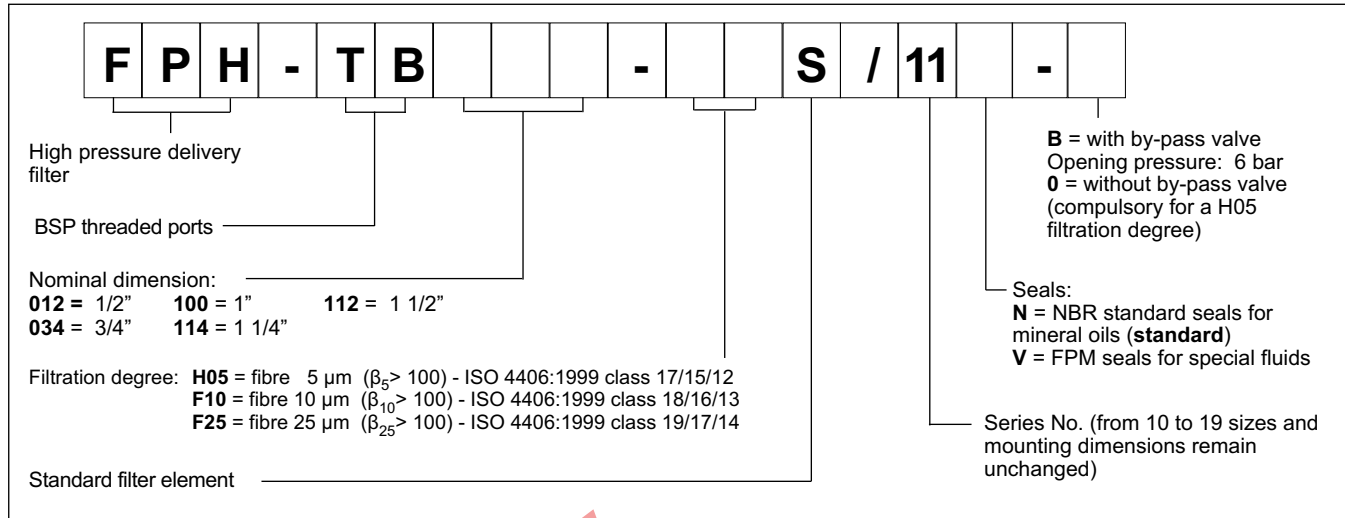 F P H - T B - S / 11 -
High pressure delivery
filter
BSP threaded ports
Nominal dimension:
012 = 1/2” 100 = 1” 112 = 1 1/2”
034 = 3/4” 114 = 1 1/4”
Filtration degree: H05 = fibre 5 µm (β5> 100) - ISO 4406:1999 class 17/15/12
F10 = fibre 10 µm (β10> 100) - ISO 4406:1999 class 18/16/13
F25 = fibre 25 µm (β25> 100) - ISO 4406:1999 class 19/17/14
Standard filter element
B = with by-pass valve
Opening pressure: 6 bar
0 = without by-pass valve
(compulsory for a H05
filtration degree)
Seals:
N = NBR standard seals for
mineral oils (standard)
V = FPM seals for special fluids
Series No. (from 10 to 19 sizes and
mounting dimensions remain
unchanged)